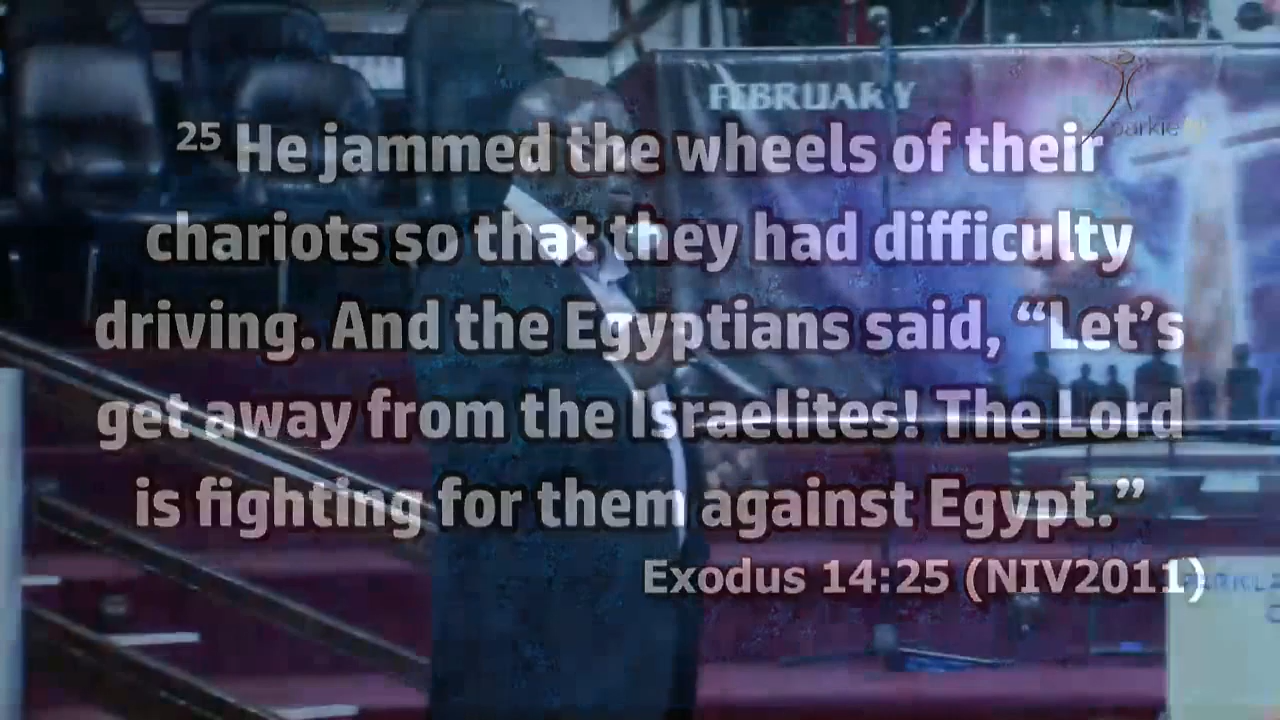 FEBRUARY
25 He jammed the wheels of their
chariots so that they had difficulty
driving. And the Egyptians said, “Let’s
get away from the Israelites! The Lord
is fighting for them against Egypt.”
Exodus 14:25 (NIV2011)